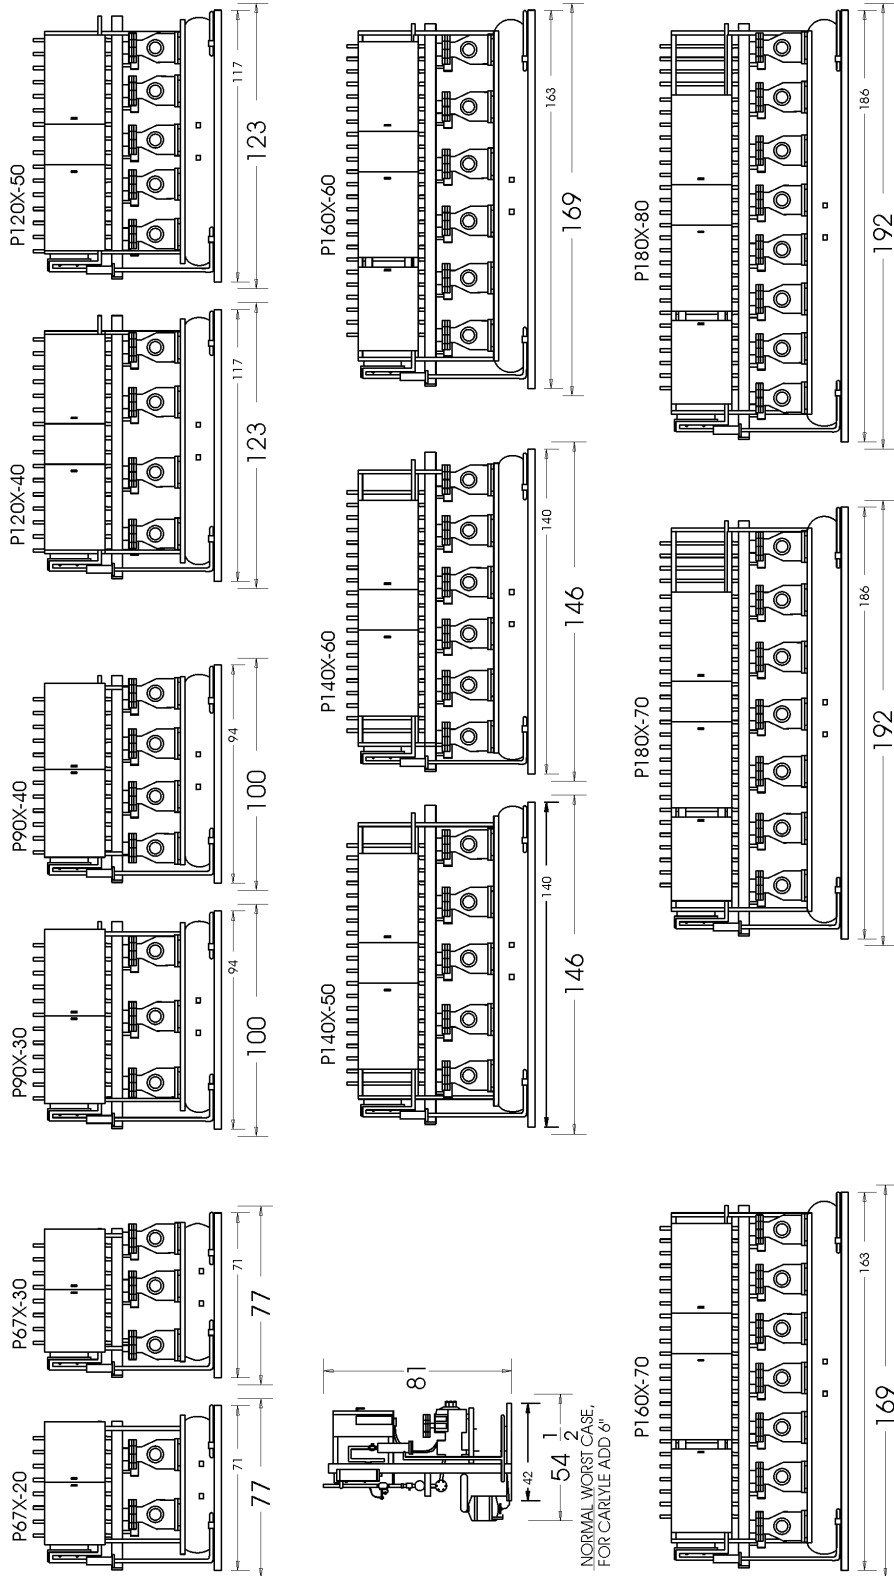 P67X-20
71
77
P67X-30
71
77
P90X-30
94
100
P90X-40
94
100
P120X-40
117
123
P120X-50
117
123
81
42
54 1/2
NORMAL WORST CASE,
FOR CARLYLE ADD 6"
P140X-50
140
146
P140X-60
140
146
P160X-60
163
169
P160X-70
163
169
P180X-70
186
192
P180X-80
186
192